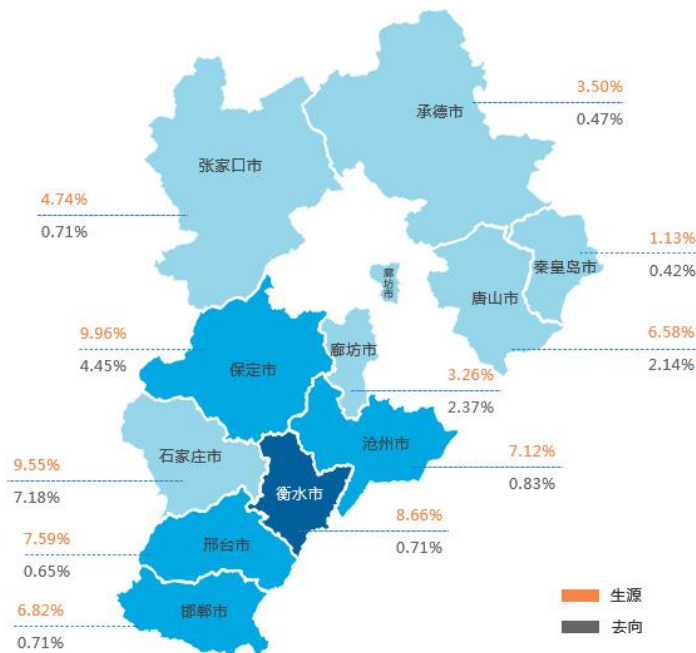 3.50%
承德市
0.47%
张家口市
4.74%
0.71%
1.13%
秦皇岛市
0.42%
廊坊市
唐山市
6.58%
2.14%
9.96%
保定市
4.45%
廊坊市
3.26%
2.37%
石家庄市
9.55%
7.18%
沧州市
7.12%
0.83%
衡水市
8.66%
0.71%
7.59%
邢台市
0.65%
邯郸市
6.82%
0.71%
生源
去向